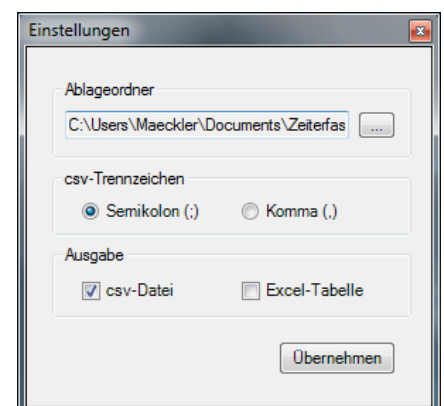 Einstellungen
Ablageordner
C:\Users\Maeckler\Documents\Zeiterfas ...
csv-Trennzeichen
Semikolon (;) Komma (,)
Ausgabe
csv-Datei Excel-Tabelle
Übernehmen